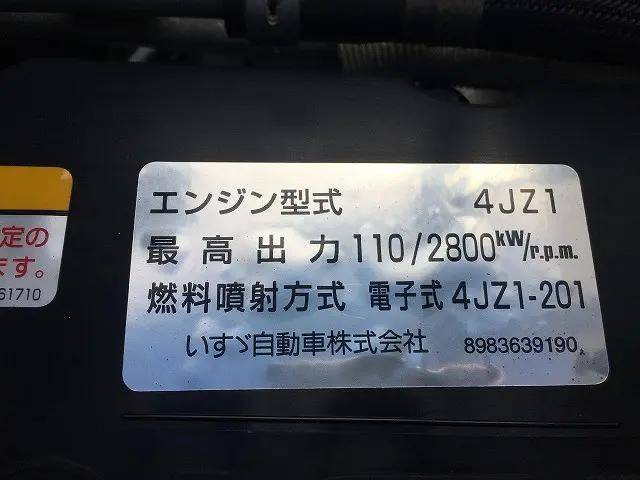 エンジン型式 4JZ1
最高出力 110/2800kW/r.p.m.
燃料噴射方式 電子式 4JZ1-201
いすゞ自動車株式会社 8983639190
定の
ます。
61710